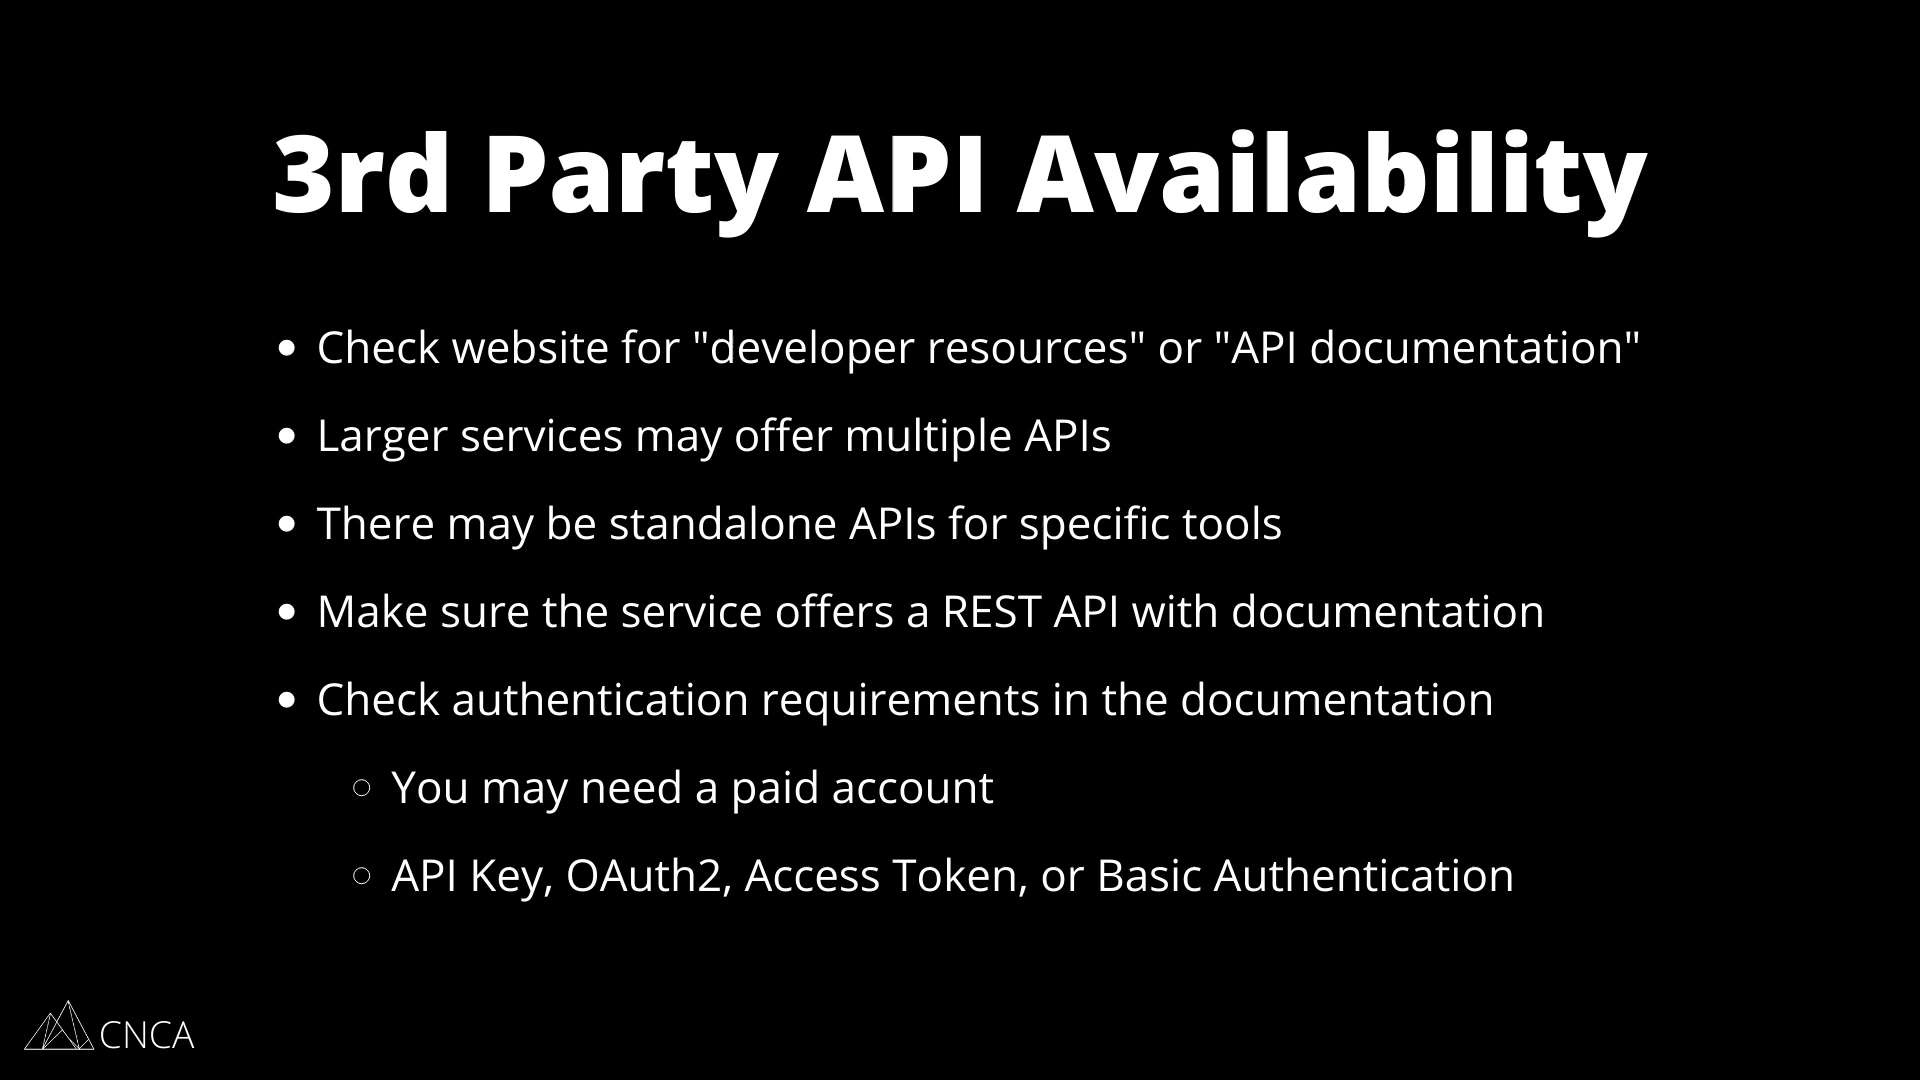 3rd Party API Availability
Check website for "developer resources" or "API documentation"
Larger services may offer multiple APIs
There may be standalone APIs for specific tools
Make sure the service offers a REST API with documentation
Check authentication requirements in the documentation
You may need a paid account
API Key, OAuth2, Access Token, or Basic Authentication
CNCA